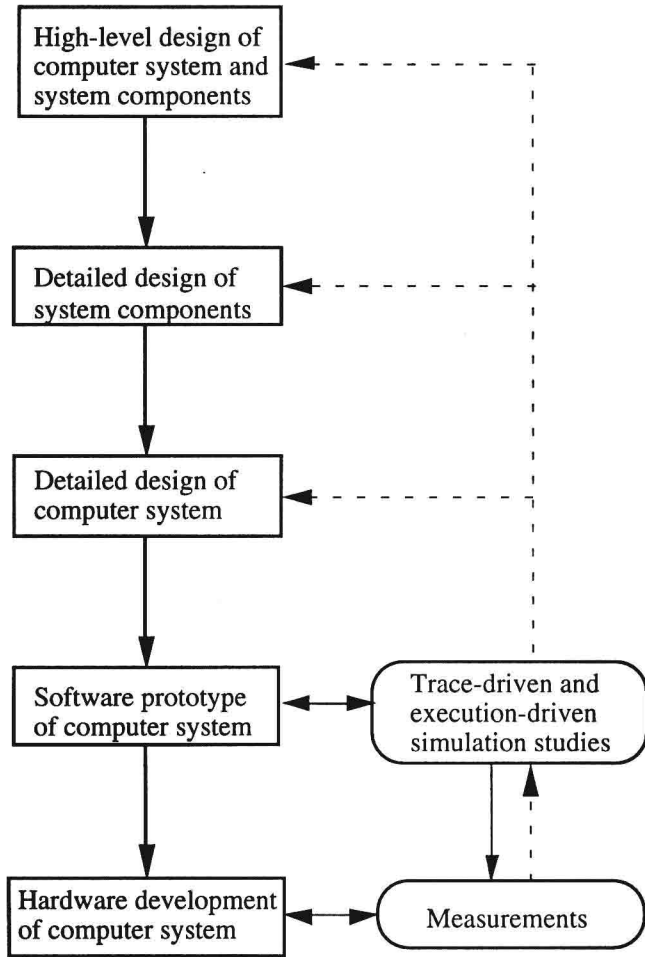 High-level design of
computer system and
system components
Detailed design of
system components
Detailed design of
computer system
Software prototype
of computer system
Trace-driven and
execution-driven
simulation studies
Hardware development
of computer system
Measurements